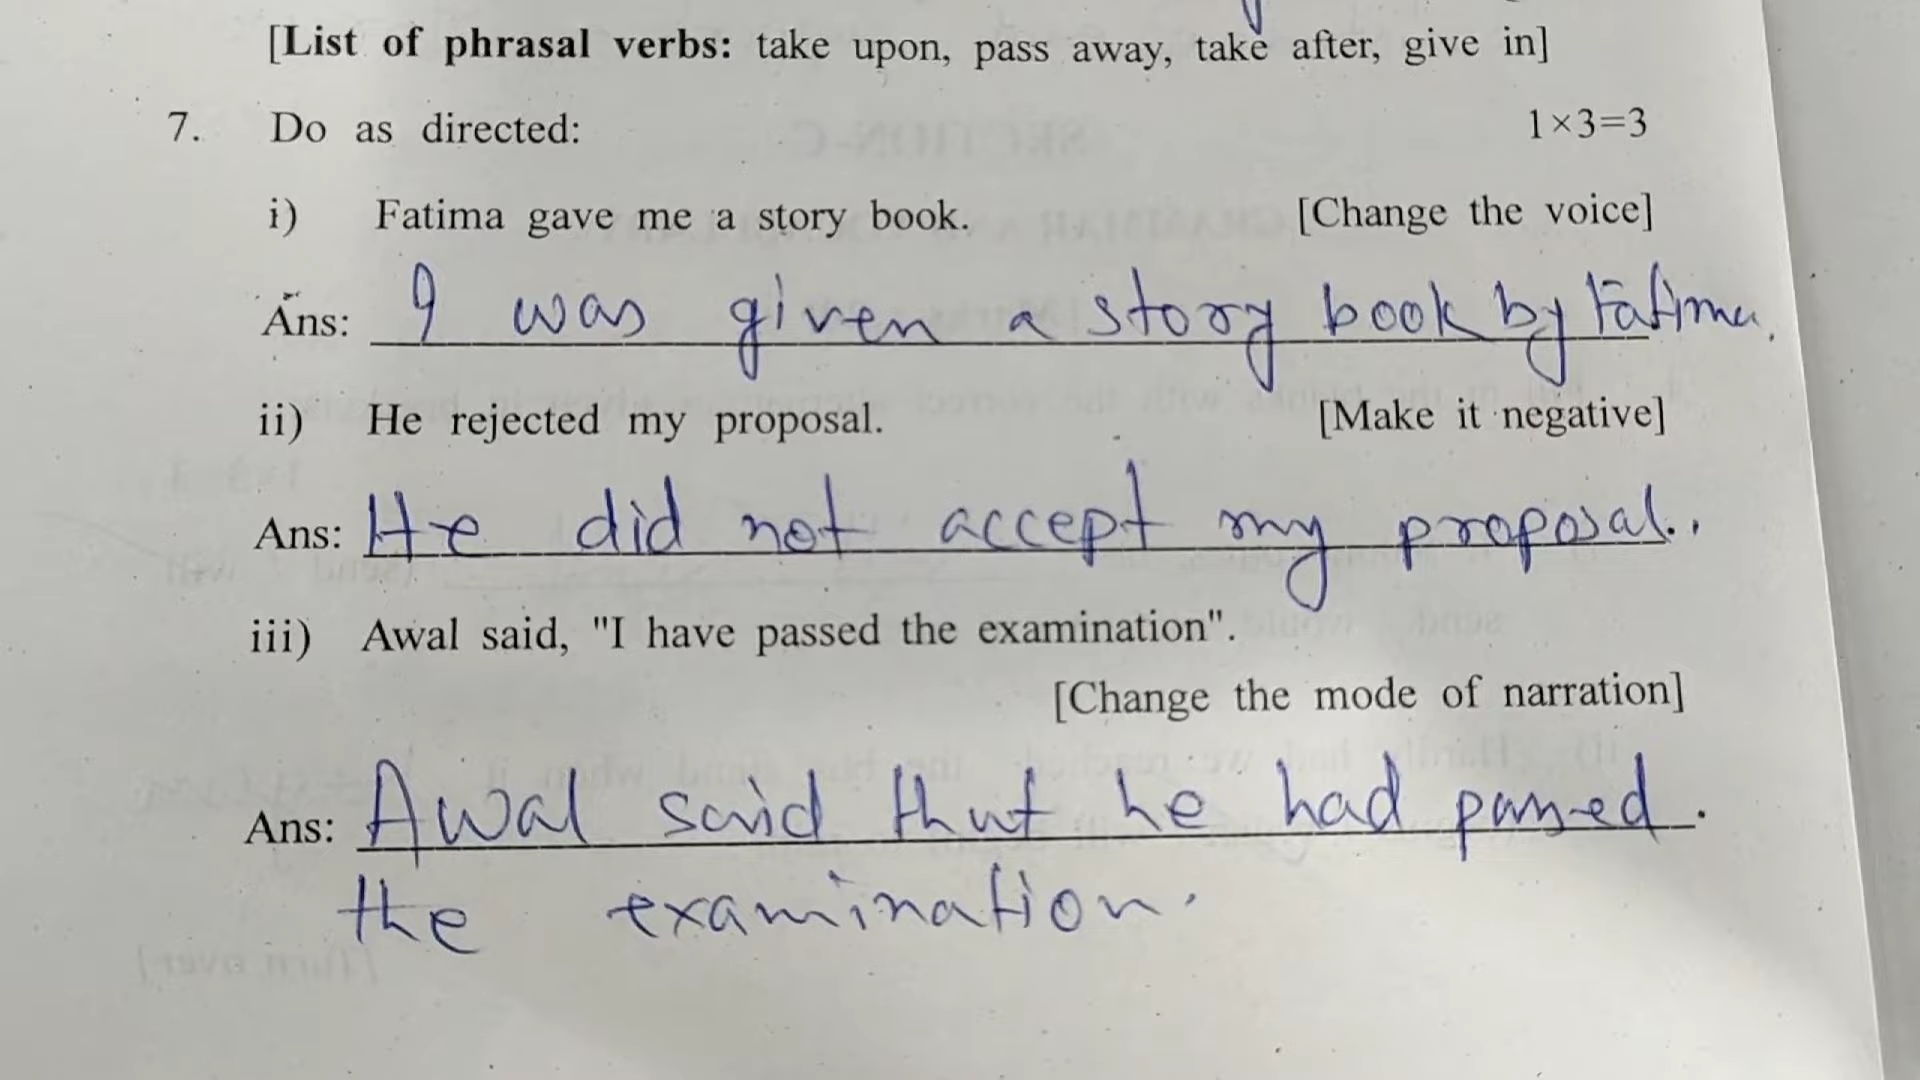 [List of phrasal verbs: take upon, pass away, take after, give in]
7. Do as directed: 1×3=3
i) Fatima gave me a story book. [Change the voice]
Ans: I was given a story book by Fatima.
ii) He rejected my proposal. [Make it negative]
Ans: He did not accept my proposal.
iii) Awal said, "I have passed the examination".
[Change the mode of narration]
Ans: Awal said that he had passed
the examination.